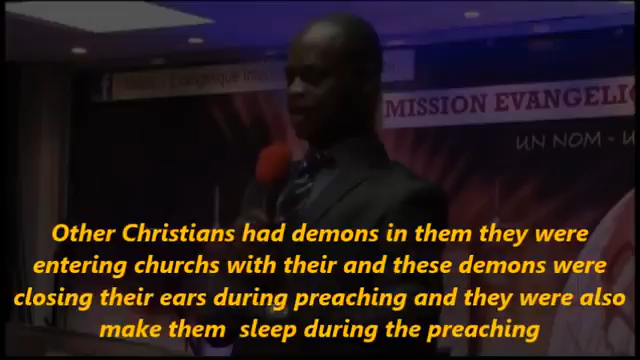 MISSION EVANGELI
UN NOM - U
Other Christians had demons in them they were
entering churchs with their and these demons were
closing their ears during preaching and they were also
make them sleep during the preaching